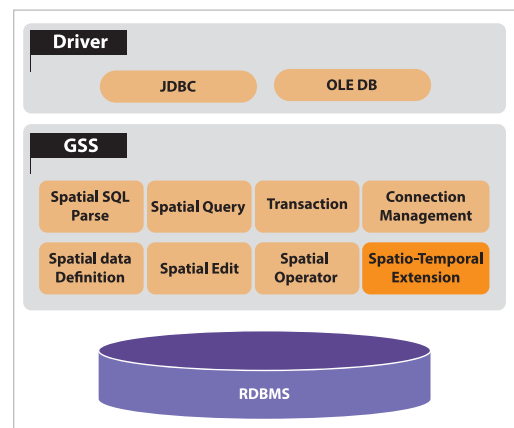 Driver
JDBC
OLE DB
GSS
Spatial SQL
Parse
Spatial Query
Transaction
Connection
Management
Spatial data
Definition
Spatial Edit
Spatial
Operator
Spatio-Temporal
Extension
RDBMS